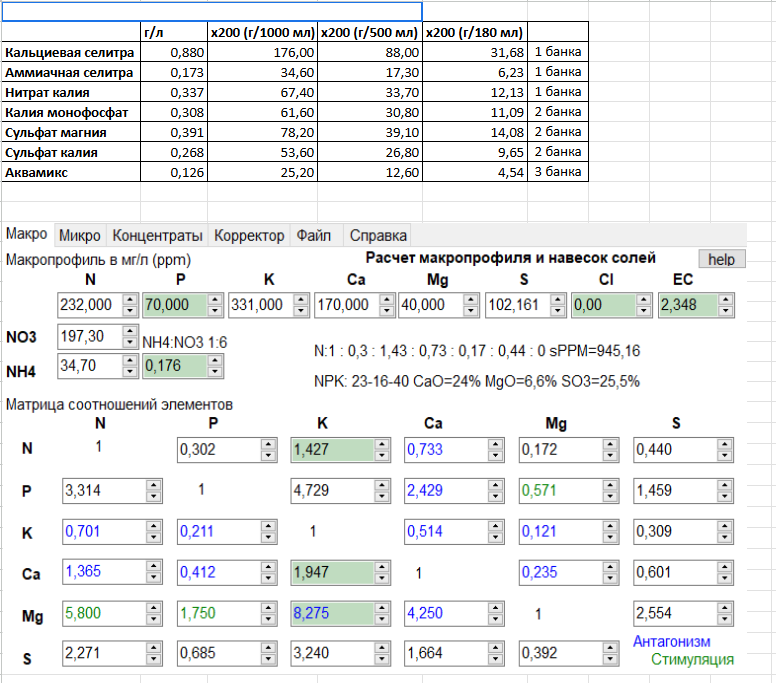 г/л х200 (г/1000 мл) х200 (г/500 мл) х200 (г/180 мл)
Кальциевая селитра 0,880 176,00 88,00 31,68 1 банка
Аммиачная селитра 0,173 34,60 17,30 6,23 1 банка
Нитрат калия 0,337 67,40 33,70 12,13 1 банка
Калия монофосфат 0,308 61,60 30,80 11,09 2 банка
Сульфат магния 0,391 78,20 39,10 14,08 2 банка
Сульфат калия 0,268 53,60 26,80 9,65 2 банка
Аквамикс 0,126 25,20 12,60 4,54 3 банка
Макро Микро Концентраты Корректор Файл Справка
Макропрофиль в мг/л (ppm) Расчет макропрофиля и навесок солей help
N P K Ca Mg S Cl EC
232,000 70,000 331,000 170,000 40,000 102,161 0,00 2,348
NO3 197,30 NH4:NO3 1:6
NH4 34,70 0,176
N:1 : 0,3 : 1,43 : 0,73 : 0,17 : 0,44 : 0 sPPM=945,16
NPK: 23-16-40 CaO=24% MgO=6,6% SO3=25,5%
Матрица соотношений элементов
N P K Ca Mg S
N 1 0,302 1,427 0,733 0,172 0,440
P 3,314 1 4,729 2,429 0,571 1,459
K 0,701 0,211 1 0,514 0,121 0,309
Ca 1,365 0,412 1,947 1 0,235 0,601
Mg 5,800 1,750 8,275 4,250 1 2,554
S 2,271 0,685 3,240 1,664 0,392
Антагонизм
Стимуляция